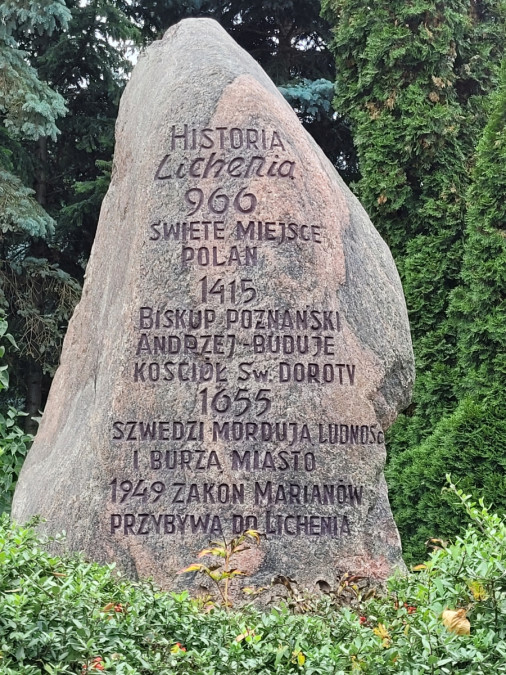 HISTORIA
Lichenia
966
ŚWIĘTE MIEJSCE
POLAN
1415
BISKUP POZNAŃSKI
ANDRZEJ-BUDUJE
KOŚCIÓŁ ŚW. DOROTY
1655
SZWEDZI MORDUJĄ LUDNOŚĆ
I BURZĄ MIASTO
1949 ZAKON MARIANÓW
PRZYBYWA DO LICHENIA